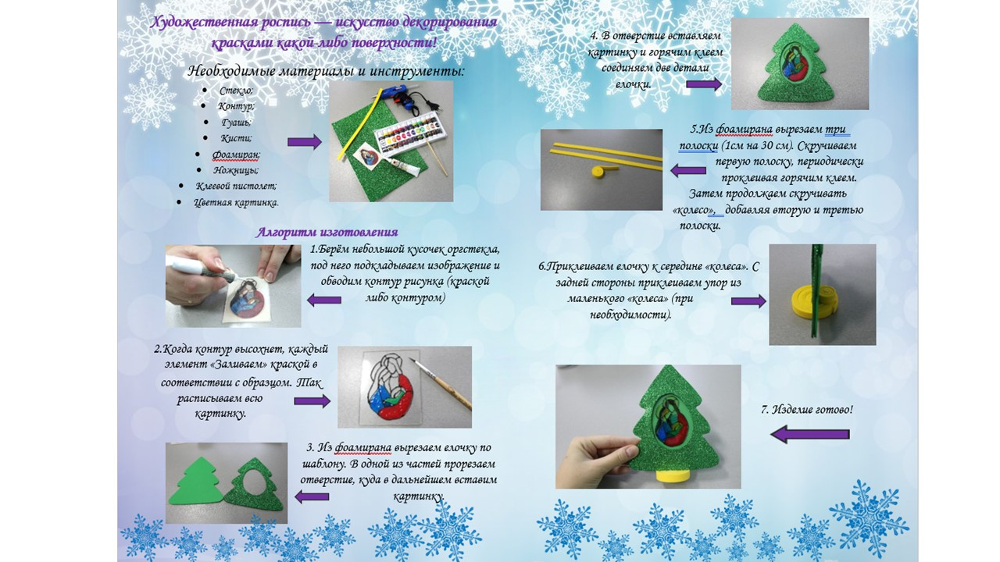 Художественная роспись — искусство декорирования
красками какой-либо поверхности!
Необходимые материалы и инструменты:
• Стекло;
• Контур;
• Гуашь;
• Кисти;
• Фоамиран;
• Ножницы;
• Клеевой пистолет;
• Цветная картинка.
Алгоритм изготовления
1.Берём небольшой кусочек оргстекла,
под него подкладываем изображение и
обводим контур рисунка (краской
либо контуром)
2.Когда контур высохнет, каждый
элемент «Заливаем» краской в
соответствии с образцом. Так
расписываем всю
картинку.
3. Из фоамирана вырезаем елочку по
шаблону. В одной из частей прорезаем
отверстие, куда в дальнейшем вставим
картинку.
4. В отверстие вставляем
картинку и горячим клеем
соединяем две детали
елочки.
5.Из фоамирана вырезаем три
полоски (1см на 30 см). Скручиваем
первую полоску, периодически
проклеивая горячим клеем.
Затем продолжаем скручивать
«колесо», добавляя вторую и третью
полоски.
6.Приклеиваем елочку к середине «колеса». С
задней стороны приклеиваем упор из
маленького «колеса» (при
необходимости).
7. Изделие готово!